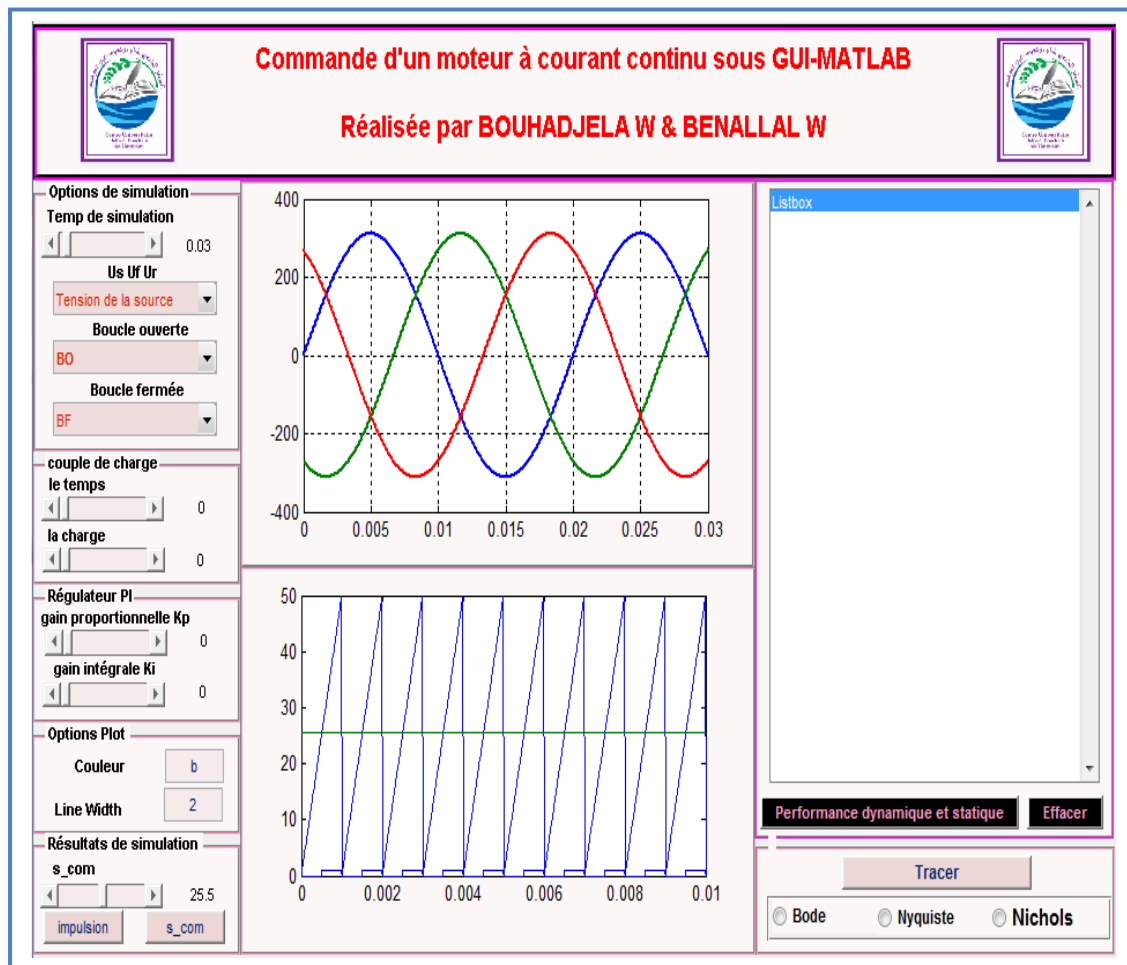 Commande d'un moteur à courant continu sous GUI-MATLAB
Réalisée par BOUHADJELA W & BENALLAL W
Options de simulation
Temp de simulation
0.03
Us Uf Ur
Tension de la source
Boucle ouverte
BO
Boucle fermée
BF
couple de charge
le temps
0
la charge
0
Régulateur PI
gain proportionnelle Kp
0
gain intégrale Ki
0
Options Plot
Couleur
b
Line Width
2
Résultats de simulation
s_com
25.5
impulsion
s_com
400
200
0
-200
-400
0 0.005 0.01 0.015 0.02 0.025 0.03
50
40
30
20
10
0
0 0.002 0.004 0.006 0.008 0.01
Listbox
Performance dynamique et statique
Effacer
Tracer
Bode
Nyquiste
Nichols